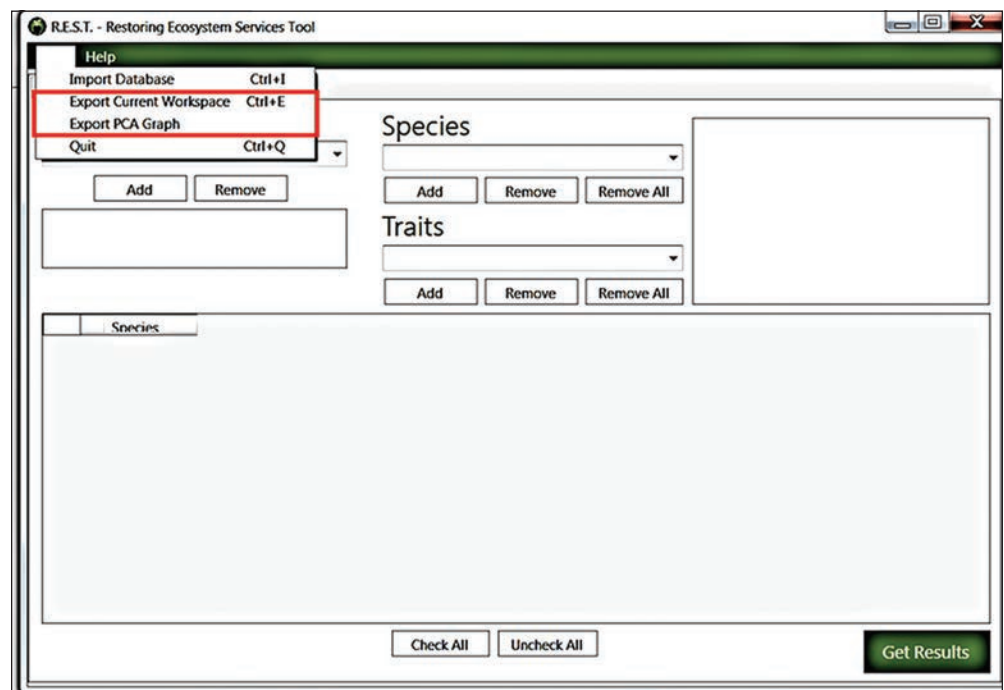 R.E.S.T. - Restoring Ecosystem Services Tool
Help
Import Database Ctrl+I
Export Current Workspace Ctrl+E
Export PCA Graph
Quit Ctrl+Q
Add Remove
Species
Add Remove Remove All
Traits
Add Remove Remove All
Species
Check All Uncheck All
Get Results